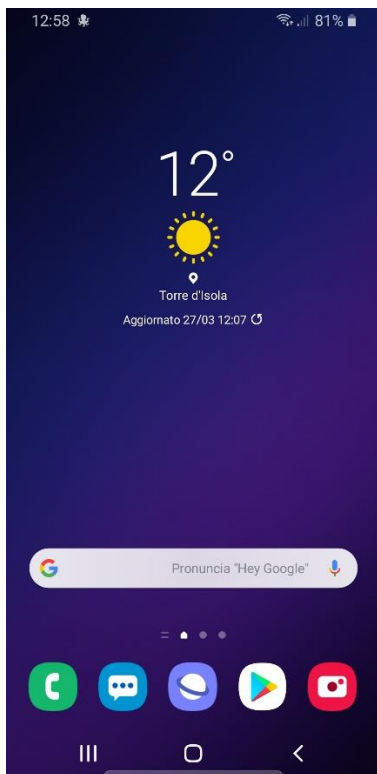 12:58
81%
12°
Torre d'Isola
Aggiornato 27/03 12:07
Pronuncia "Hey Google"